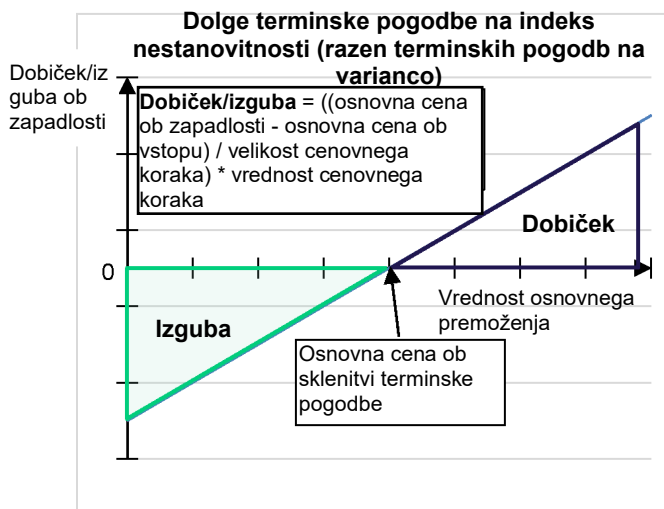 Dolge terminske pogodbe na indeks
nestanovitnosti (razen terminskih pogodb na
varianco)
Dobiček/iz
guba ob
zapadlosti
Dobiček/izguba = ((osnovna cena
ob zapadlosti - osnovna cena ob
vstopu) / velikost cenovnega
koraka) * vrednost cenovnega
koraka
Dobiček
0
Vrednost osnovnega
premoženja
Izguba
Osnovna cena ob
sklenitvi terminske
pogodbe